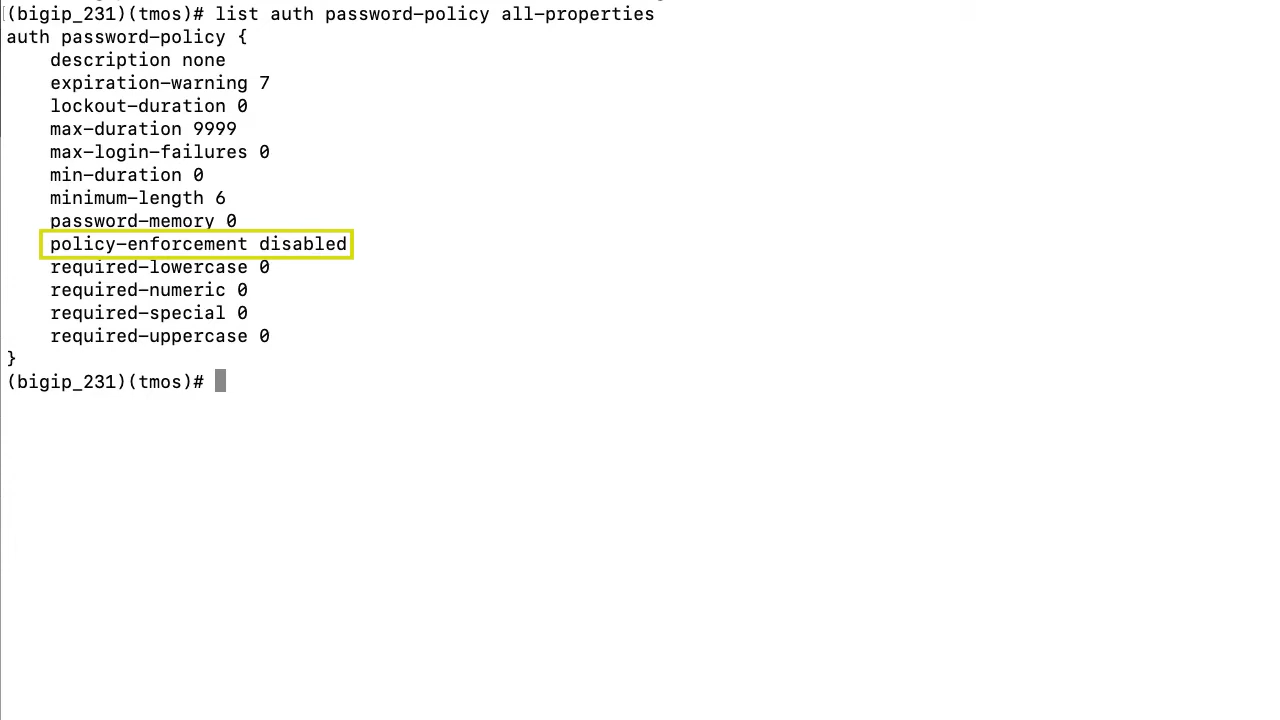 (bigip_231)(tmos)# list auth password-policy all-properties
auth password-policy {
    description none
    expiration-warning 7
    lockout-duration 0
    max-duration 9999
    max-login-failures 0
    min-duration 0
    minimum-length 6
    password-memory 0
    policy-enforcement disabled
    required-lowercase 0
    required-numeric 0
    required-special 0
    required-uppercase 0
}
(bigip_231)(tmos)#